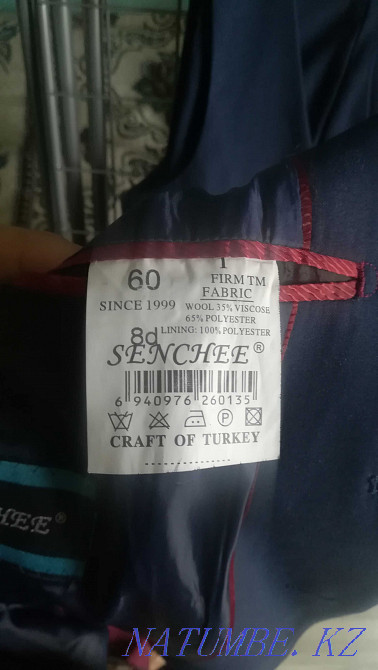 60
FIRM TM
FABRIC
SINCE 1999
WOOL 35% VISCOSE
65% POLYESTER
8d
LINING: 100% POLYESTER
SENCHEE®
6 940976 260135
CRAFT OF TURKEY
HEE®
NATUMBE. KZ